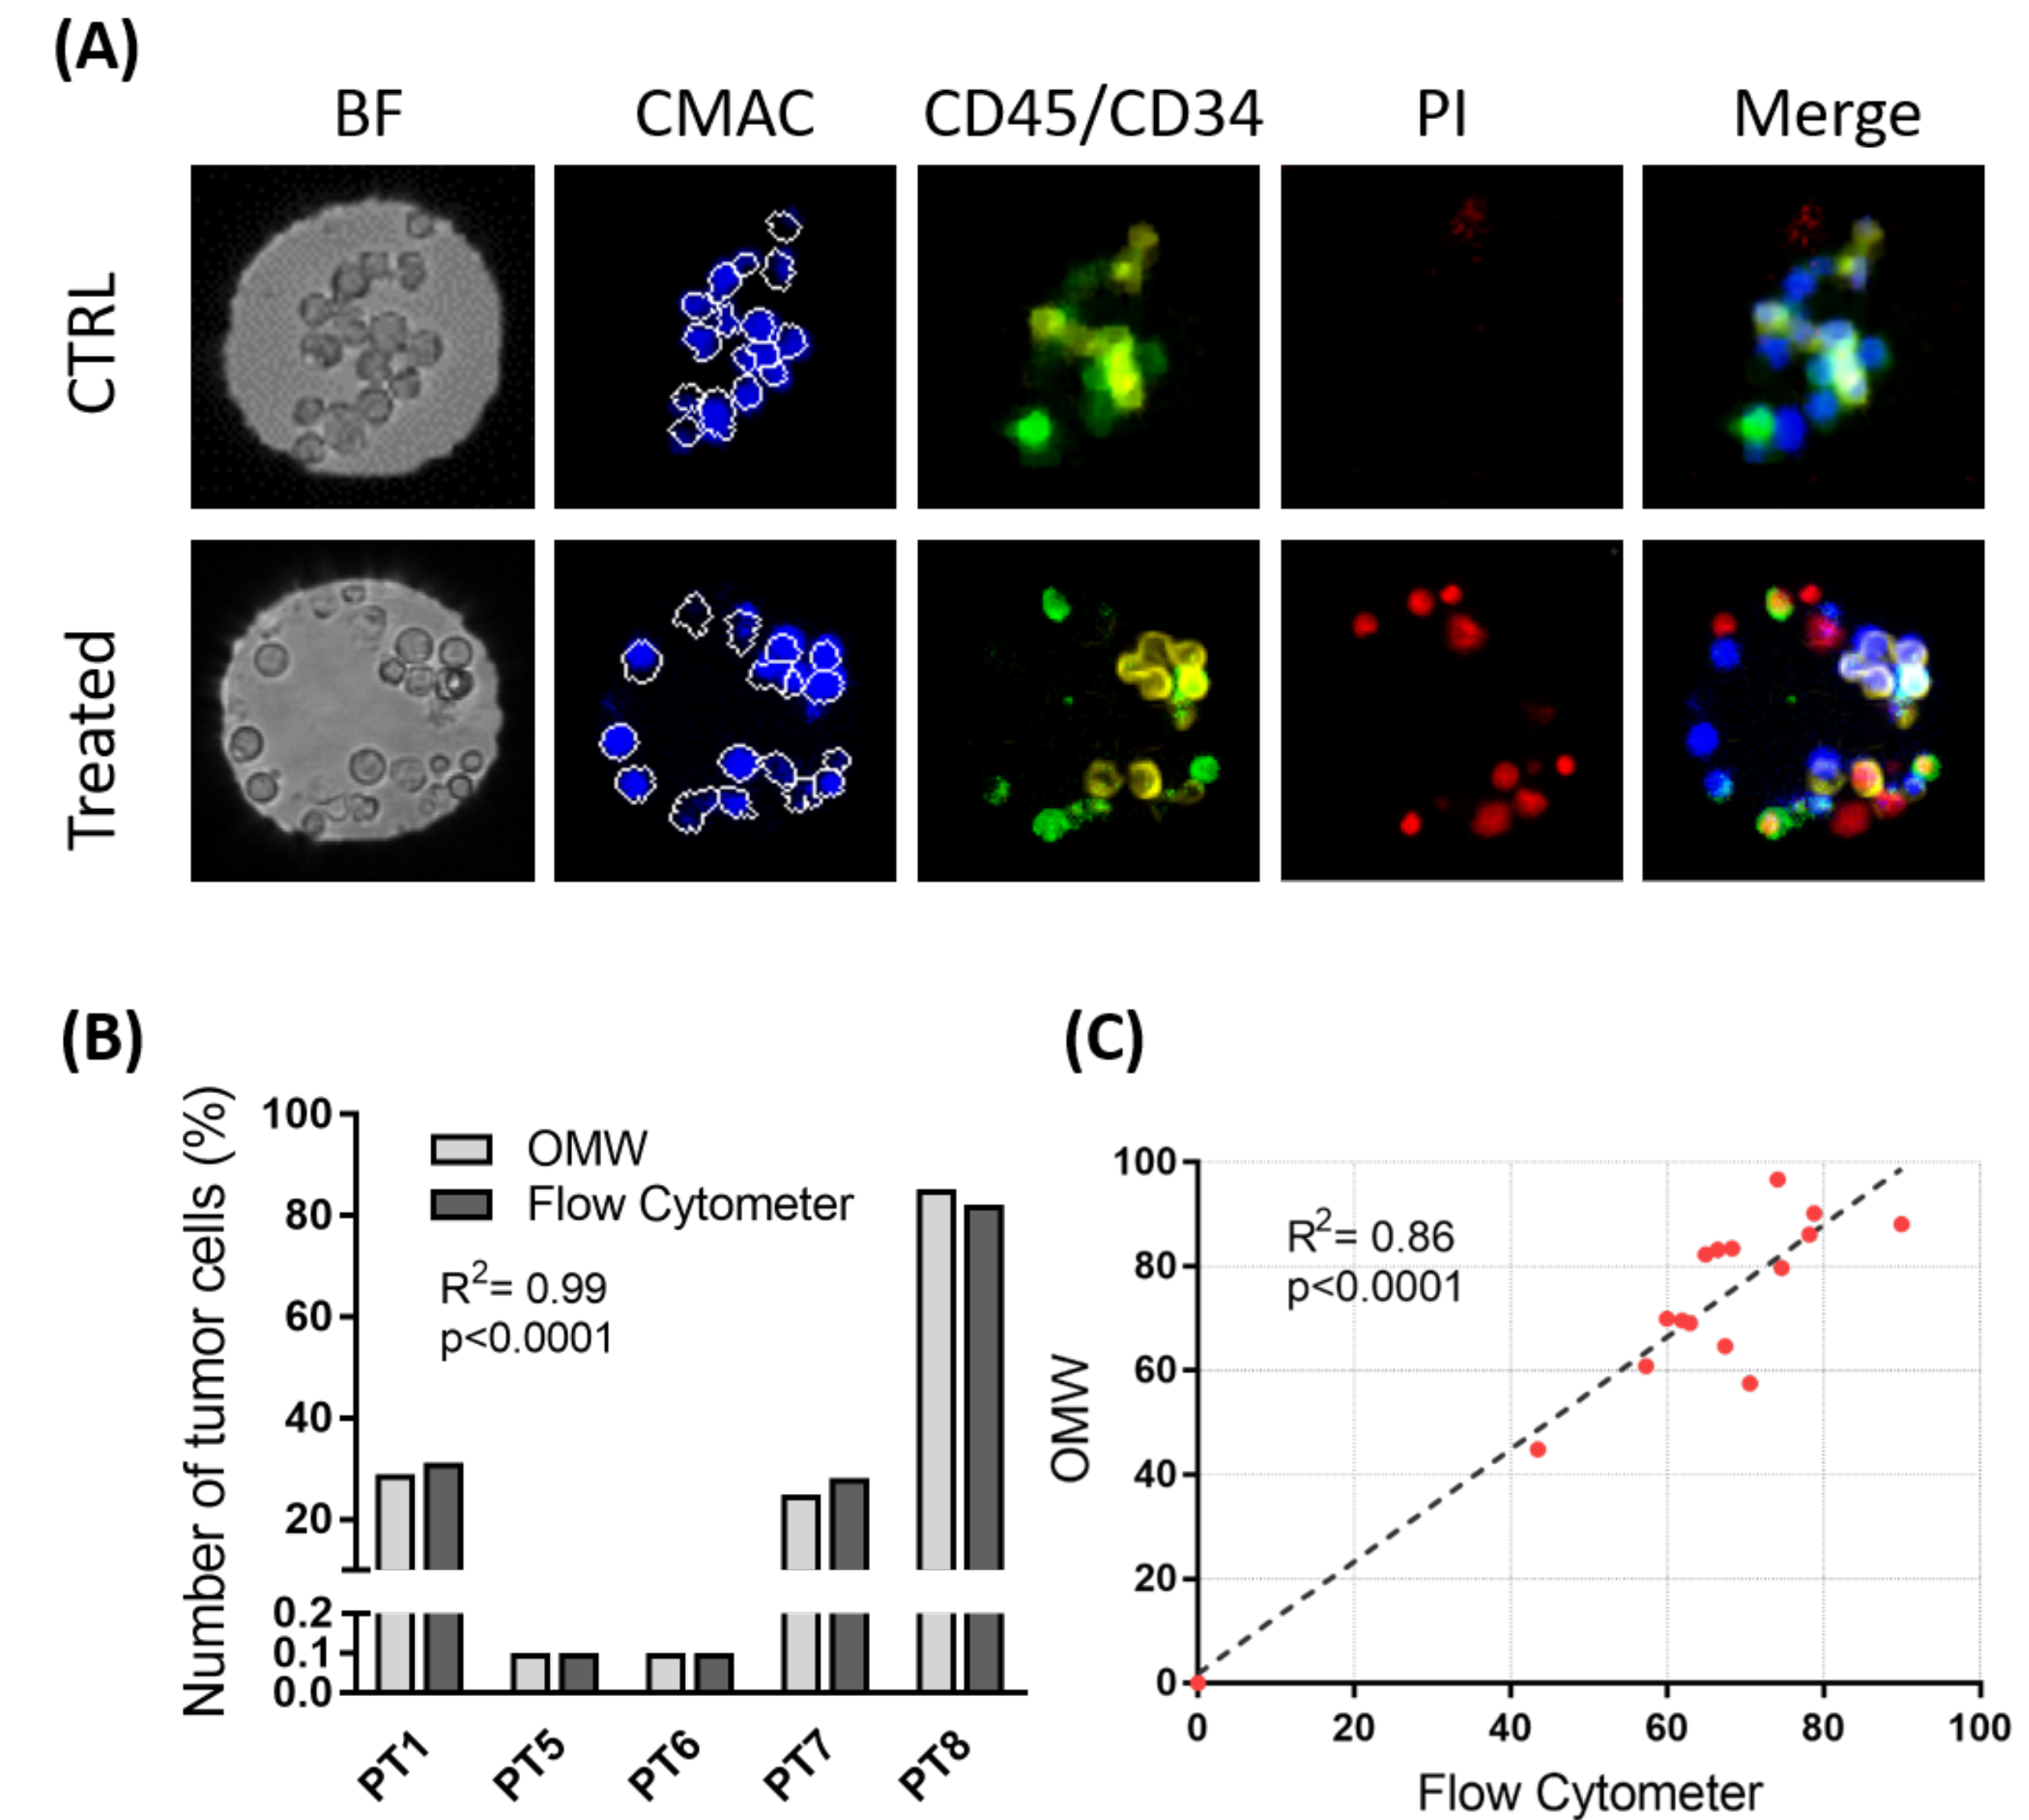 (A)
BF CMAC CD45/CD34 PI Merge
CTRL
Treated
(B)
Number of tumor cells (%)
100
80
60
40
20
0.2
0.1
0.0
OMW
Flow Cytometer
R²= 0.99
p<0.0001
PT1 PT5 PT6 PT7 PT8
(C)
OMW
100
80
60
40
20
0
R²= 0.86
p<0.0001
0 20 40 60 80 100
Flow Cytometer